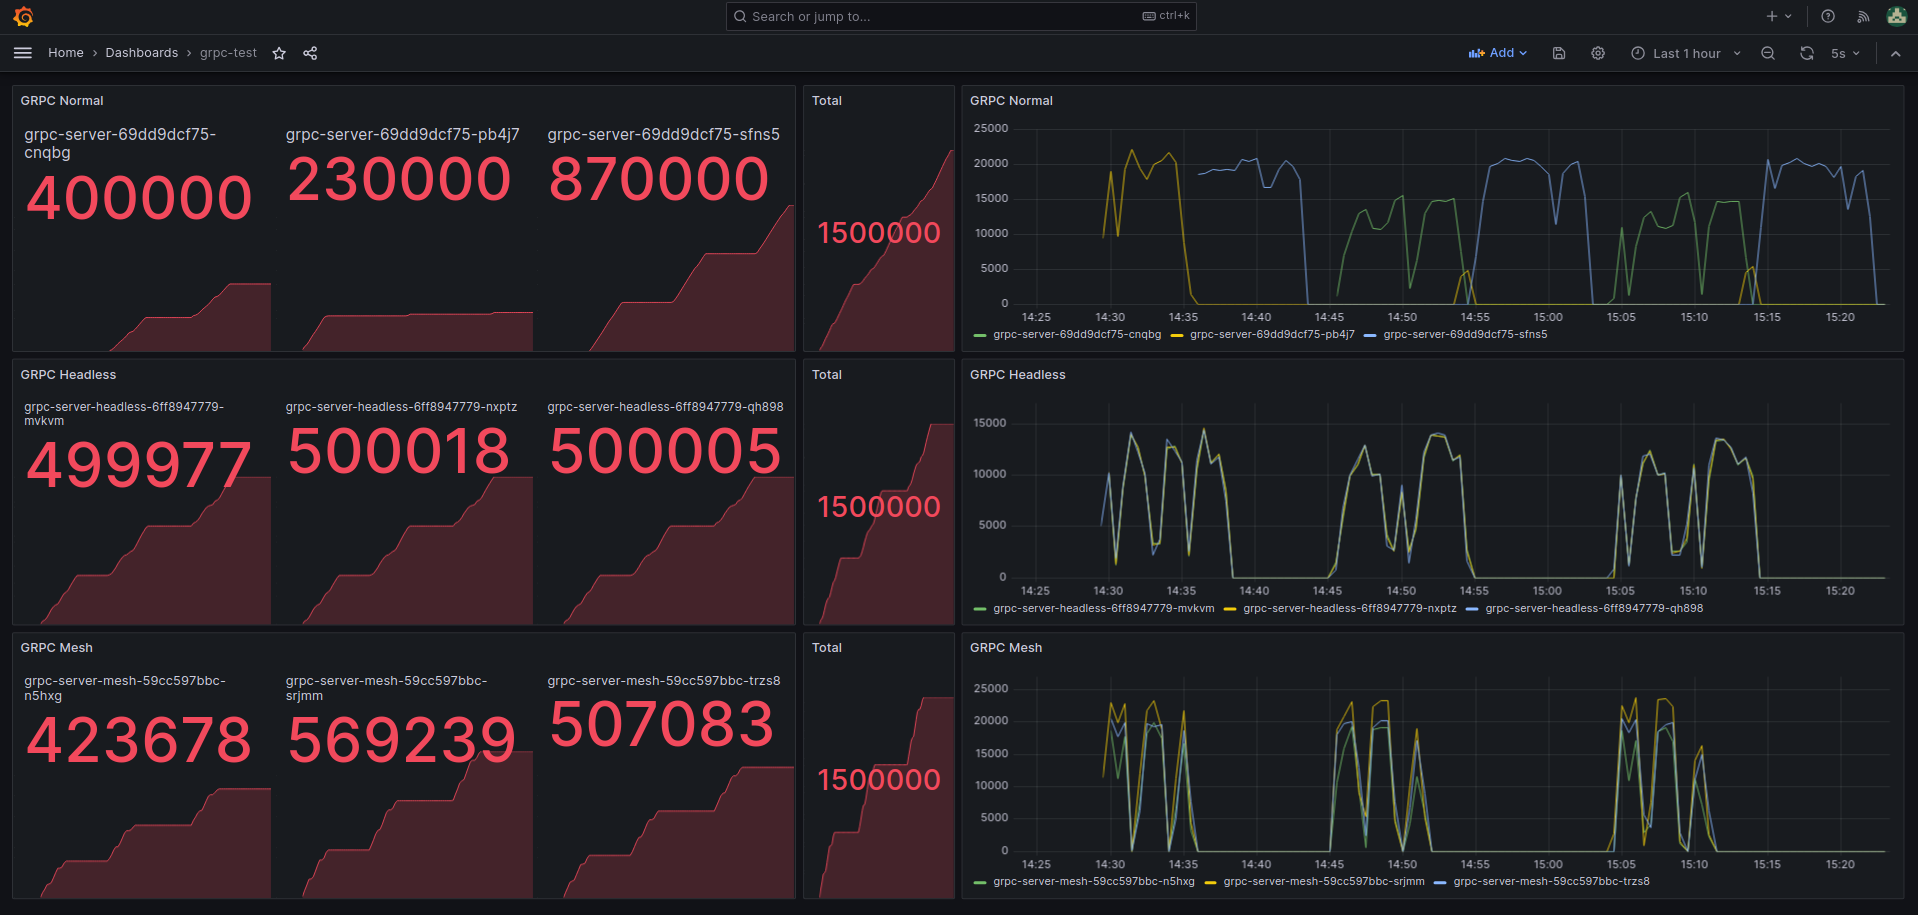 Search or jump to...
ctrl+k
Home › Dashboards › grpc-test
Add
Last 1 hour
5s
GRPC Normal
grpc-server-69dd9dcf75-
cnqbg
400000
grpc-server-69dd9dcf75-pb4j7
230000
grpc-server-69dd9dcf75-sfns5
870000
Total
1500000
GRPC Normal
25000
20000
15000
10000
5000
0
14:25 14:30 14:35 14:40 14:45 14:50 14:55 15:00 15:05 15:10 15:15 15:20
grpc-server-69dd9dcf75-cnqbg grpc-server-69dd9dcf75-pb4j7 grpc-server-69dd9dcf75-sfns5
GRPC Headless
grpc-server-headless-6ff8947779-
mvkvm
499977
grpc-server-headless-6ff8947779-nxptz
500018
grpc-server-headless-6ff8947779-qh898
500005
Total
1500000
GRPC Headless
15000
10000
5000
0
14:25 14:30 14:35 14:40 14:45 14:50 14:55 15:00 15:05 15:10 15:15 15:20
grpc-server-headless-6ff8947779-mvkvm grpc-server-headless-6ff8947779-nxptz grpc-server-headless-6ff8947779-qh898
GRPC Mesh
grpc-server-mesh-59cc597bbc-
n5hxg
423678
grpc-server-mesh-59cc597bbc-
srjmm
569239
grpc-server-mesh-59cc597bbc-trzs8
507083
Total
1500000
GRPC Mesh
25000
20000
15000
10000
5000
0
14:25 14:30 14:35 14:40 14:45 14:50 14:55 15:00 15:05 15:10 15:15 15:20
grpc-server-mesh-59cc597bbc-n5hxg grpc-server-mesh-59cc597bbc-srjmm grpc-server-mesh-59cc597bbc-trzs8